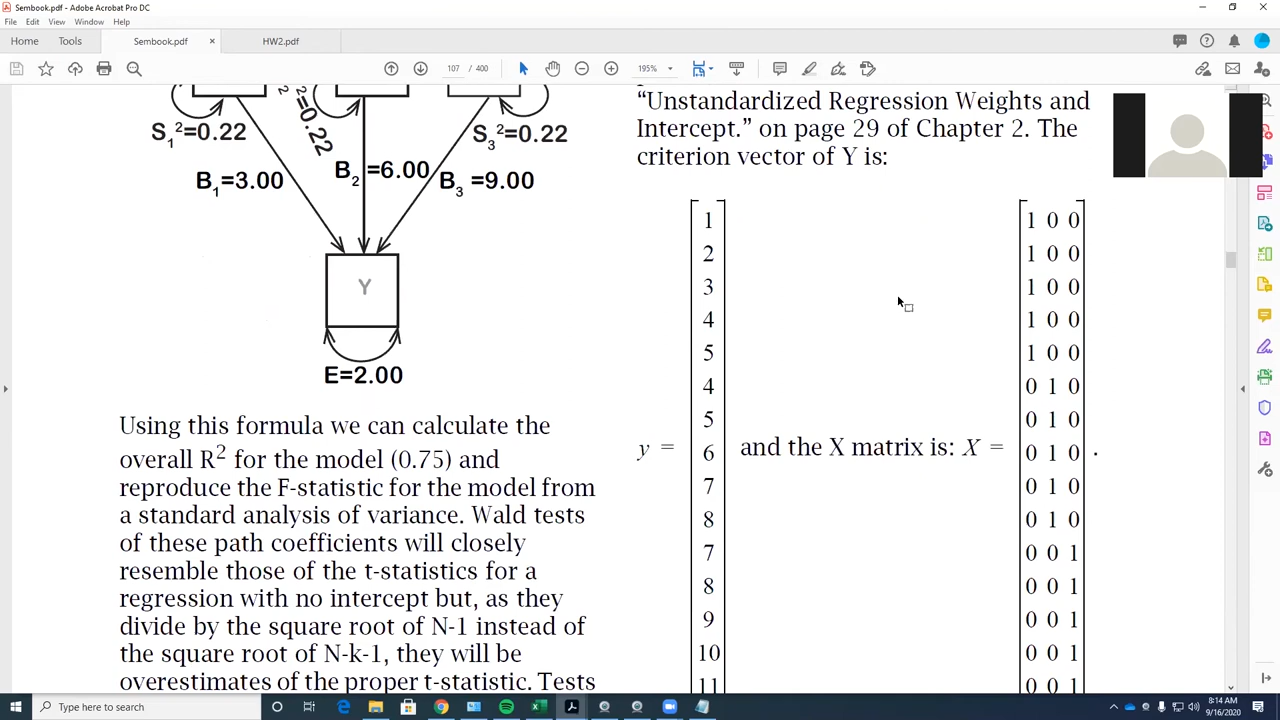 Sembook.pdf - Adobe Acrobat Pro DC
File Edit View Window Help
Home Tools Sembook.pdf × HW2.pdf
107 / 400 195%
S₁²=0.22
²=0.22
S₃²=0.22
B₁=3.00
B₂=6.00
B₃=9.00
Y
E=2.00
Using this formula we can calculate the
overall R² for the model (0.75) and
reproduce the F-statistic for the model from
a standard analysis of variance. Wald tests
of these path coefficients will closely
resemble those of the t-statistics for a
regression with no intercept but, as they
divide by the square root of N-1 instead of
the square root of N-k-1, they will be
overestimates of the proper t-statistic. Tests
“Unstandardized Regression Weights and
Intercept.” on page 29 of Chapter 2. The
criterion vector of Y is:
1
2
3
4
5
4
5
y = 6 and the X matrix is: X =
7
8
7
8
9
10
11
1 0 0
1 0 0
1 0 0
1 0 0
1 0 0
0 1 0
0 1 0
0 1 0 .
0 1 0
0 1 0
0 0 1
0 0 1
0 0 1
0 0 1
0 0 1
Type here to search
8:14 AM
9/16/2020